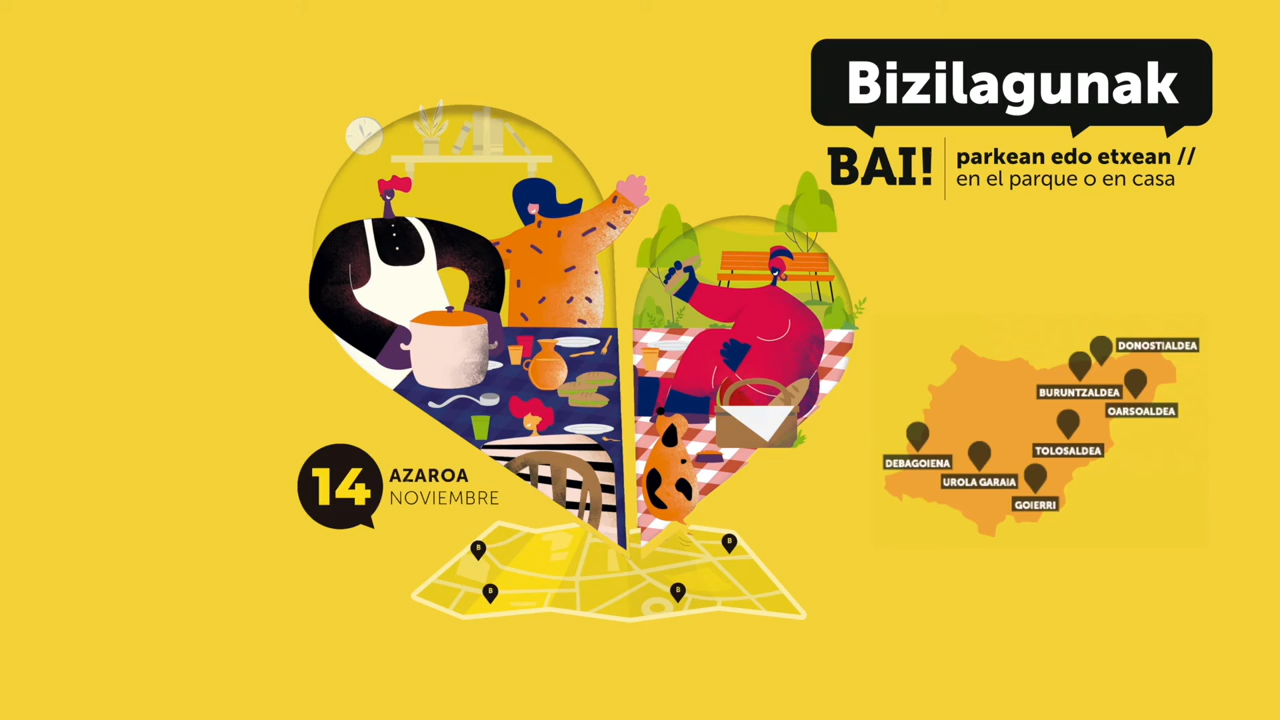 Bizilagunak
BAI!
parkean edo etxean //
en el parque o en casa
DONOSTIALDEA
BURUNTZALDEA
OARSOALDEA
TOLOSALDEA
DEBAGOIENA
UROLA GARAIA
GOIERRI
14
AZAROA
NOVIEMBRE
B
B
B
B